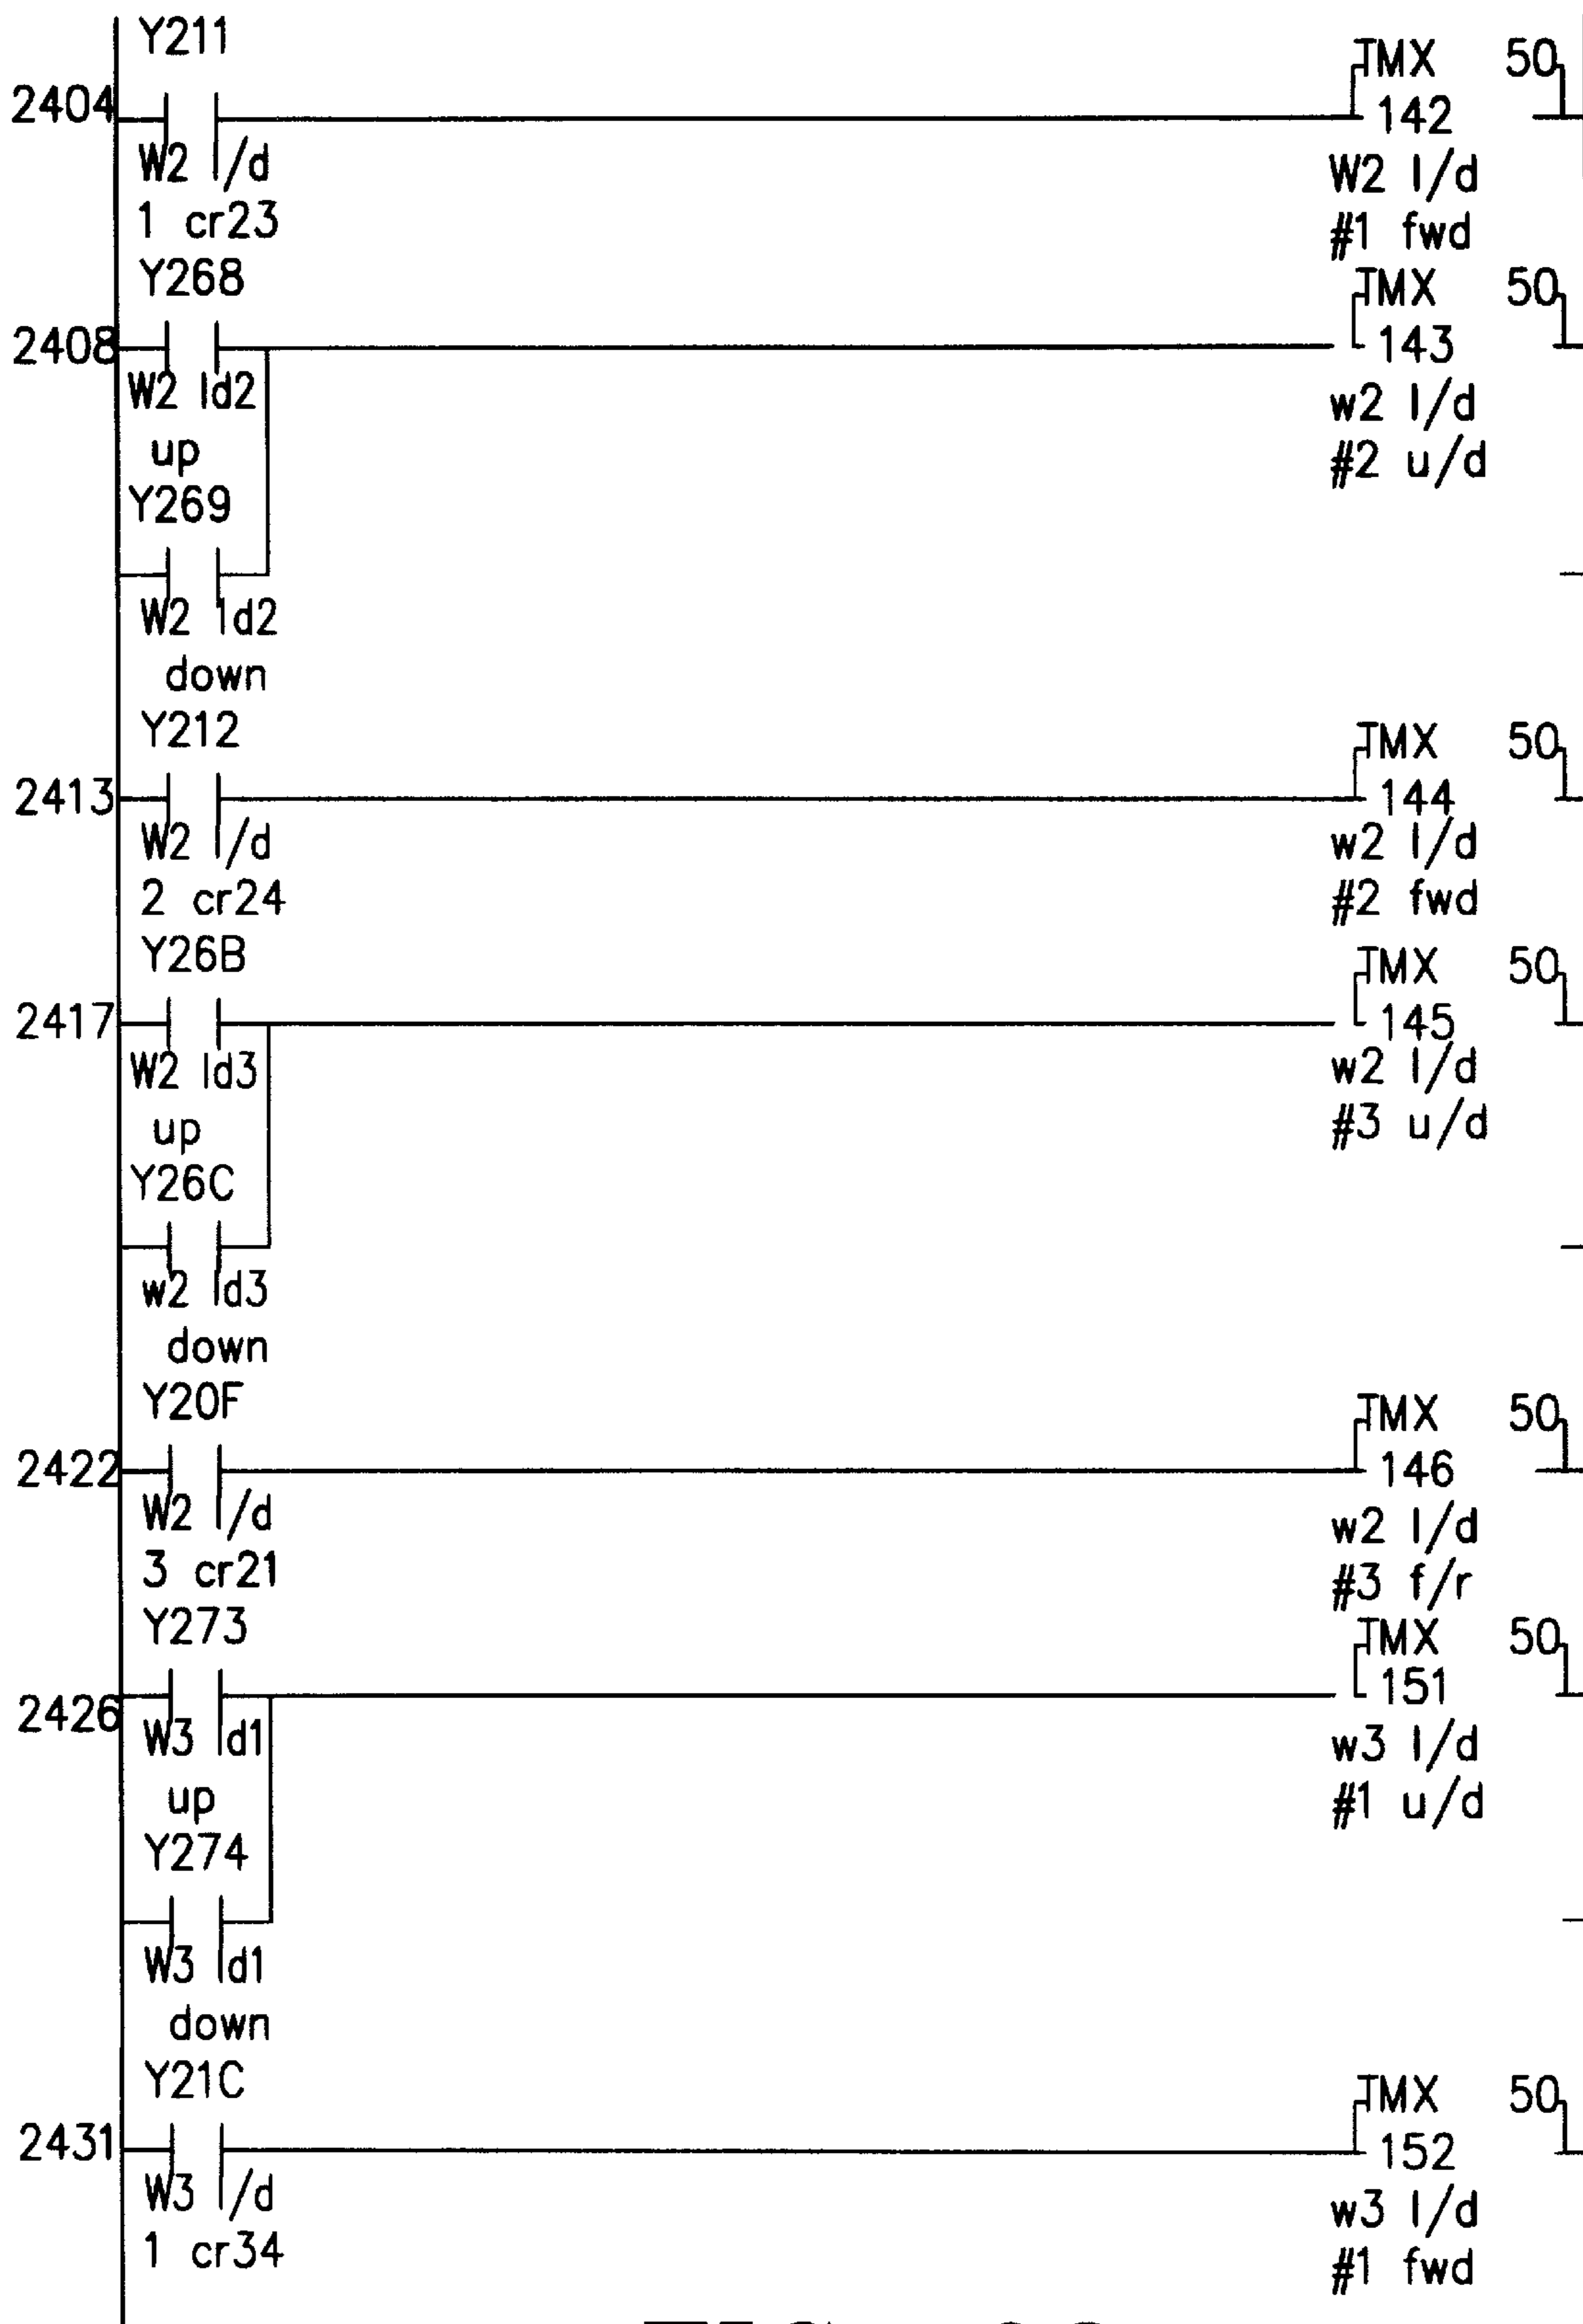 Y211
TMX 50
2404
142
W2 l/d
W2 l/d
1 cr23
#1 fwd
Y268
TMX 50
2408
143
W2 ld2
w2 l/d
up
#2 u/d
Y269
W2 ld2
down
Y212
TMX 50
2413
144
W2 l/d
w2 l/d
2 cr24
#2 fwd
Y26B
TMX 50
2417
145
W2 ld3
w2 l/d
up
#3 u/d
Y26C
w2 ld3
down
Y20F
TMX 50
2422
146
W2 l/d
w2 l/d
3 cr21
#3 f/r
Y273
TMX 50
2426
151
W3 ld1
w3 l/d
up
#1 u/d
Y274
W3 ld1
down
Y21C
TMX 50
2431
152
W3 l/d
w3 l/d
1 cr34
#1 fwd